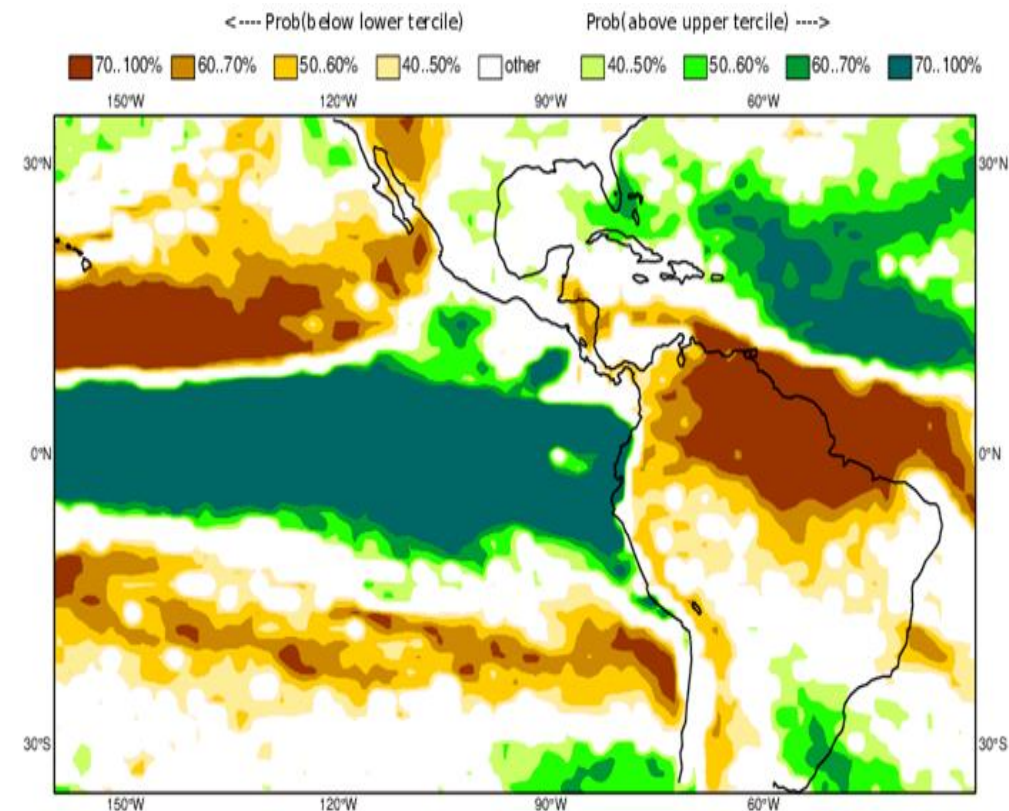 <---- Prob(below lower tercile) Prob(above upper tercile) ---->
70..100% 60..70% 50..60% 40..50% other 40..50% 50..60% 60..70% 70..100%
150°W 120°W 90°W 60°W
30°N 30°N
0°N 0°N
30°S 30°S
150°W 120°W 90°W 60°W